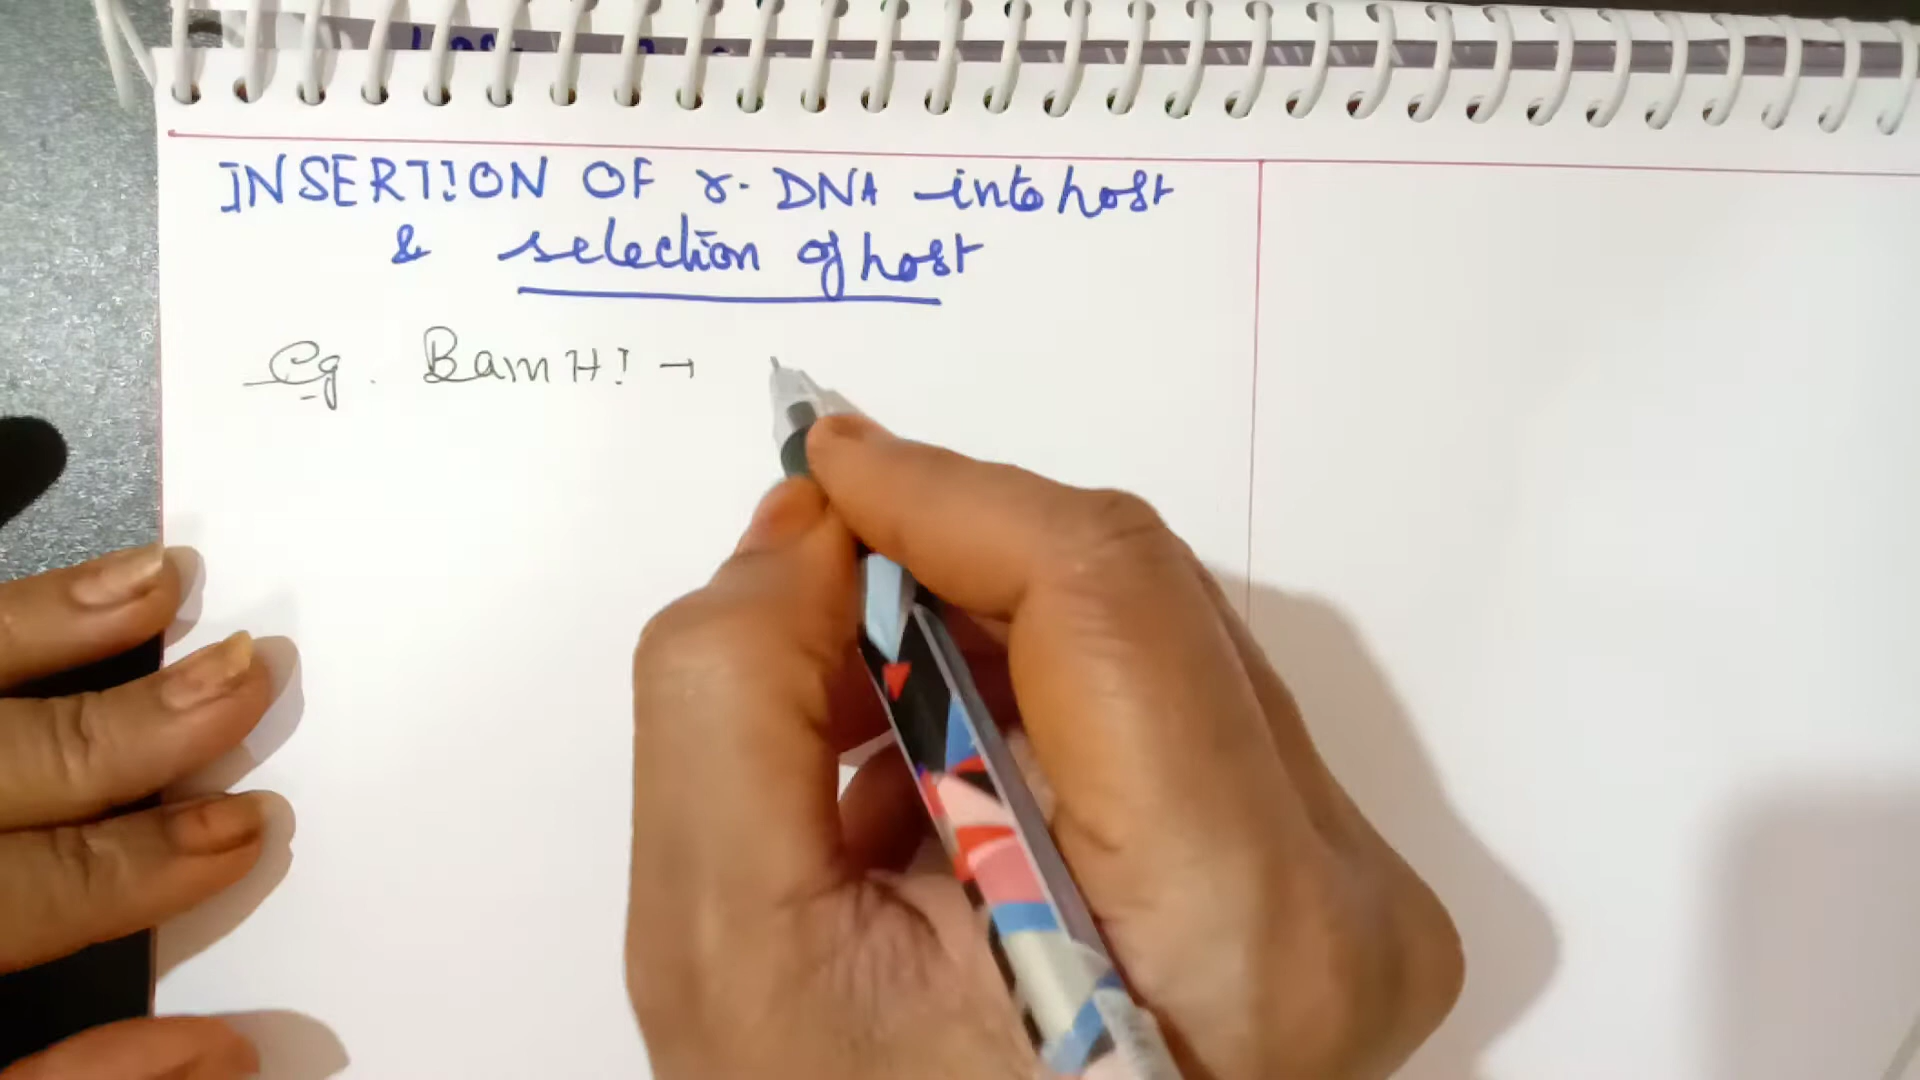 INSERTION OF r. DNA into host
& selection of host
Eg. BamHI →